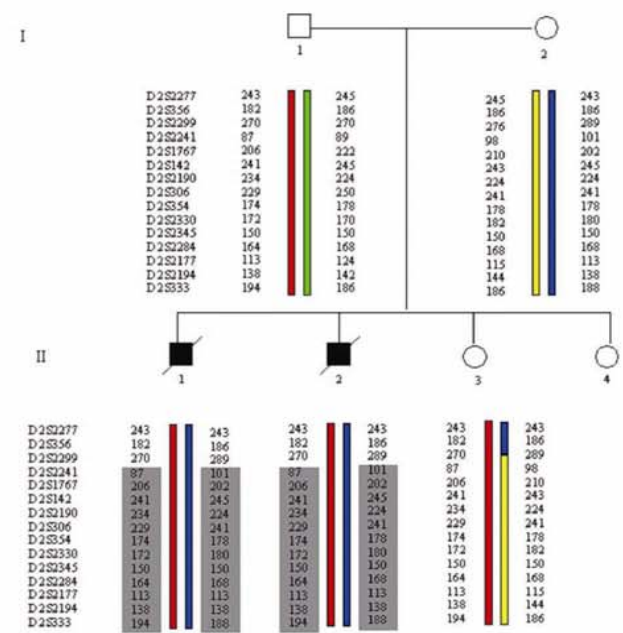 I
1
2
D2S2277 243 245 245 243
D2S356 182 186 186 186
D2S2299 270 270 276 289
D2S2241 87 89 98 101
D2S1767 206 222 210 202
D2S142 241 245 243 245
D2S2190 234 224 224 224
D2S306 229 250 241 241
D2S354 174 178 178 178
D2S2330 172 170 182 180
D2S2345 150 150 150 150
D2S2284 164 168 168 168
D2S2177 113 124 115 113
D2S2194 138 142 144 138
D2S333 194 186 186 188
II
1
2
3
4
D2S2277 243 243 243 243 243 243
D2S356 182 186 182 186 182 186
D2S2299 270 289 270 289 270 289
D2S2241 87 101 87 101 87 98
D2S1767 206 202 206 202 206 210
D2S142 241 245 241 245 241 243
D2S2190 234 224 234 224 234 224
D2S306 229 241 229 241 229 241
D2S354 174 178 174 178 174 178
D2S2330 172 180 172 180 172 182
D2S2345 150 150 150 150 150 150
D2S2284 164 168 164 168 164 168
D2S2177 113 113 113 113 113 115
D2S2194 138 138 138 138 138 144
D2S333 194 188 194 188 194 186